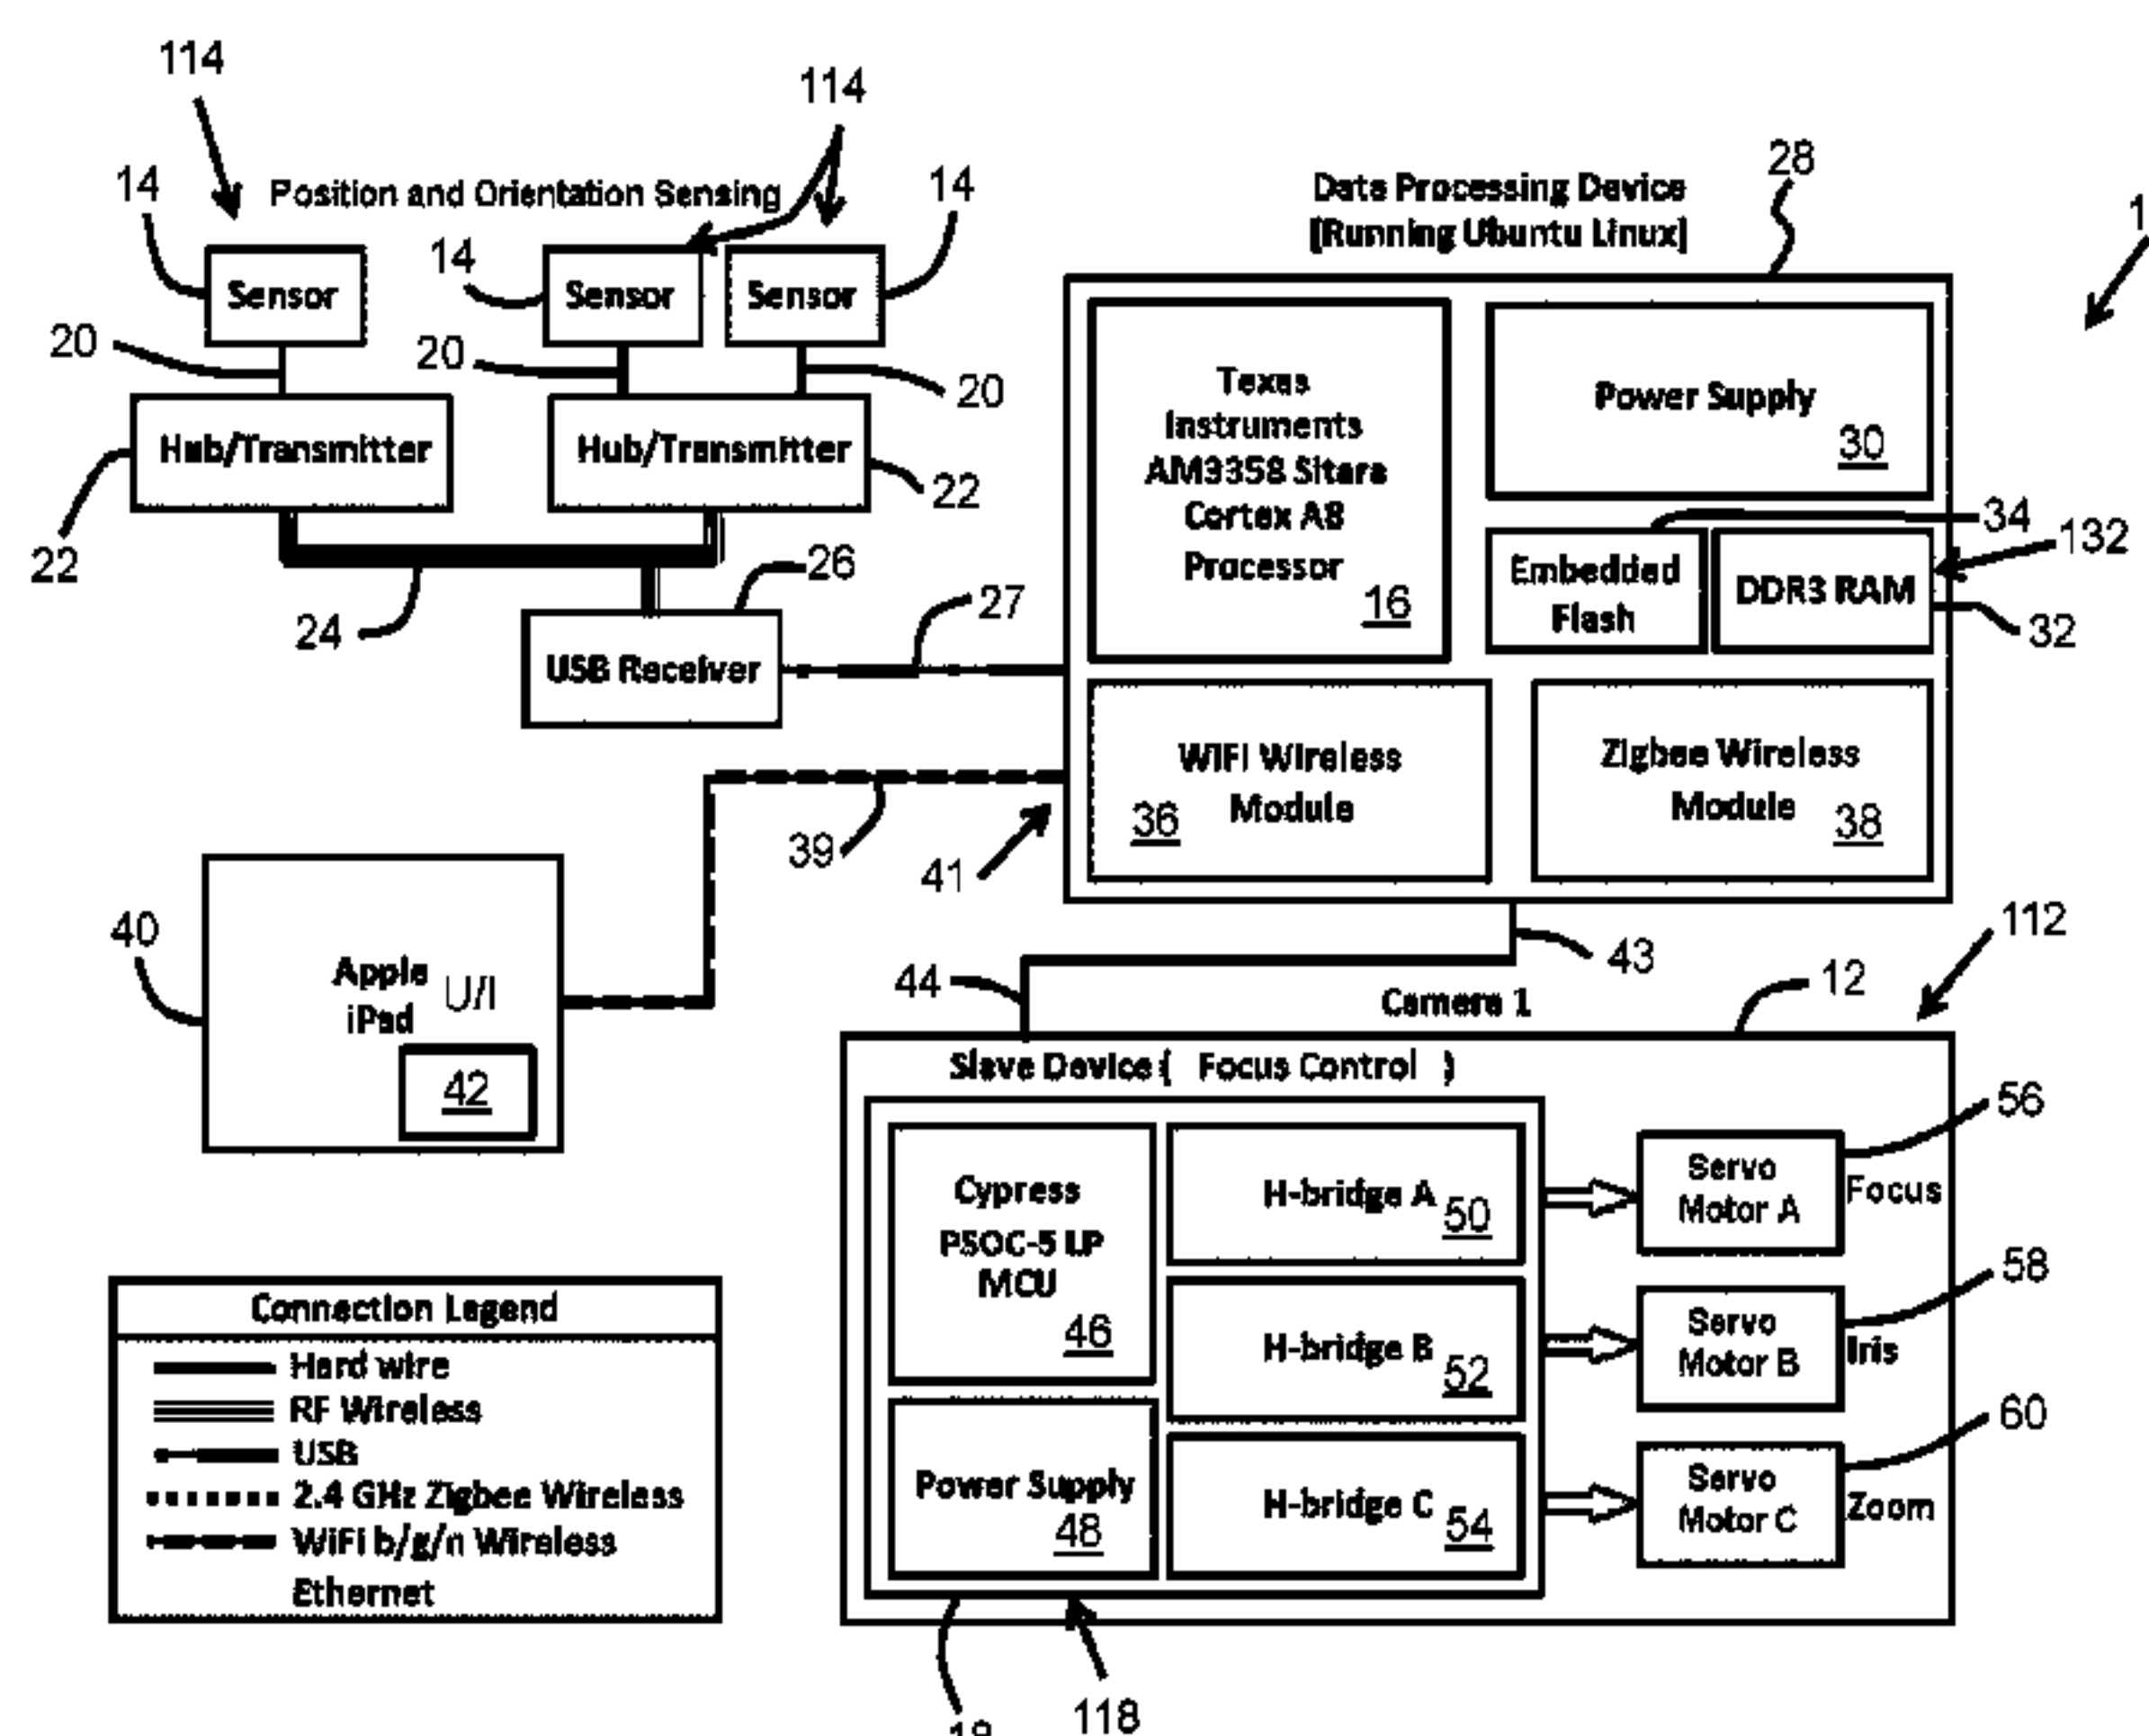 114
114
14
Position and Orientation Sensing
14
14
Sensor
Sensor
Sensor
20
20
20
Hub/Transmitter
Hub/Transmitter
22
22
24
26
27
USB Receiver
Data Processing Device
[Running Ubuntu Linux]
28
1
Texas
Instruments
AM3358 Sitara
Cortex A8
Processor
16
Power Supply
30
34
132
Embedded
Flash
DDR3 RAM
32
WiFi Wireless
Module
36
Zigbee Wireless
Module
38
39
41
40
Apple
iPad
U/I
42
43
44
112
12
Camera 1
Slave Device ( Focus Control )
Cypress
PSOC-5 LP
MCU
46
Power Supply
48
H-bridge A
50
H-bridge B
52
H-bridge C
54
Servo
Motor A
Focus
56
Servo
Motor B
Iris
58
Servo
Motor C
Zoom
60
118
Connection Legend
Hard wire
RF Wireless
USB
2.4 GHz Zigbee Wireless
WiFi b/g/n Wireless
Ethernet